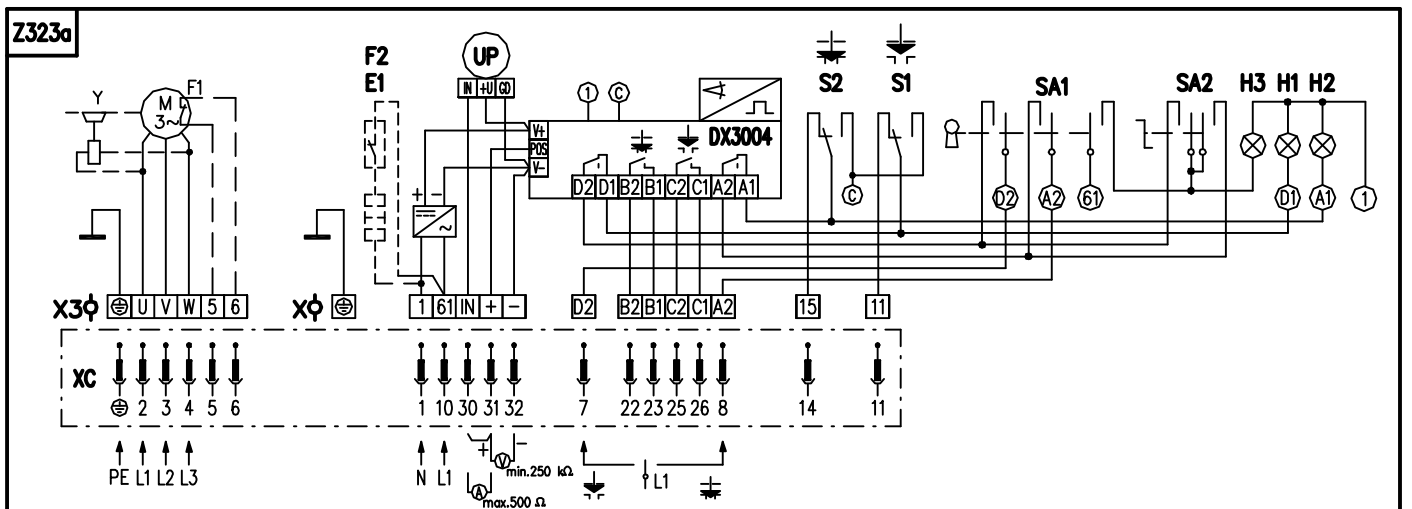 Z323a
F2
E1
UP
IN +U GD
1 C
S2 S1
SA1
SA2
H3 H1 H2
Y
M
3~
F1
V+
POS
V-
DX3004
D2 D1 B2 B1 C2 C1 A2 A1
+ -
~
C
D2 A2 61 D1 A1 1
X3
U V W 5 6
X
1 61 IN + -
D2
B2 B1 C2 C1 A2
15
11
XC
2 3 4 5 6
1 10 30 31 32
7
22 23 25 26 8
14
11
PE L1 L2 L3
N L1
+ -
V
min.250 kΩ
A
max.500 Ω
L1